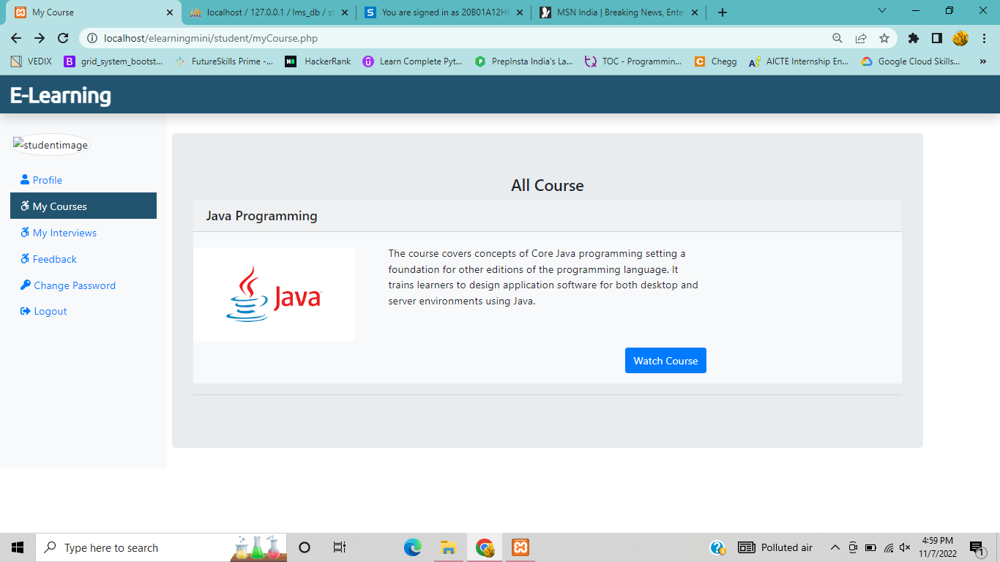 My Course
localhost / 127.0.0.1 / lms_db / st
You are signed in as 20B01A12H
MSN India | Breaking News, Ente
localhost/elearningmini/student/myCourse.php
VEDIX
grid_system_bootst...
FutureSkills Prime -...
HackerRank
Learn Complete Pyt...
PrepInsta India's La...
TOC - Programmin...
Chegg
AICTE Internship En...
Google Cloud Skills...
»
E-Learning
studentimage
Profile
My Courses
My Interviews
Feedback
Change Password
Logout
All Course
Java Programming
Java
The course covers concepts of Core Java programming setting a
foundation for other editions of the programming language. It
trains learners to design application software for both desktop and
server environments using Java.
Watch Course
Type here to search
Polluted air
4:59 PM
11/7/2022
1